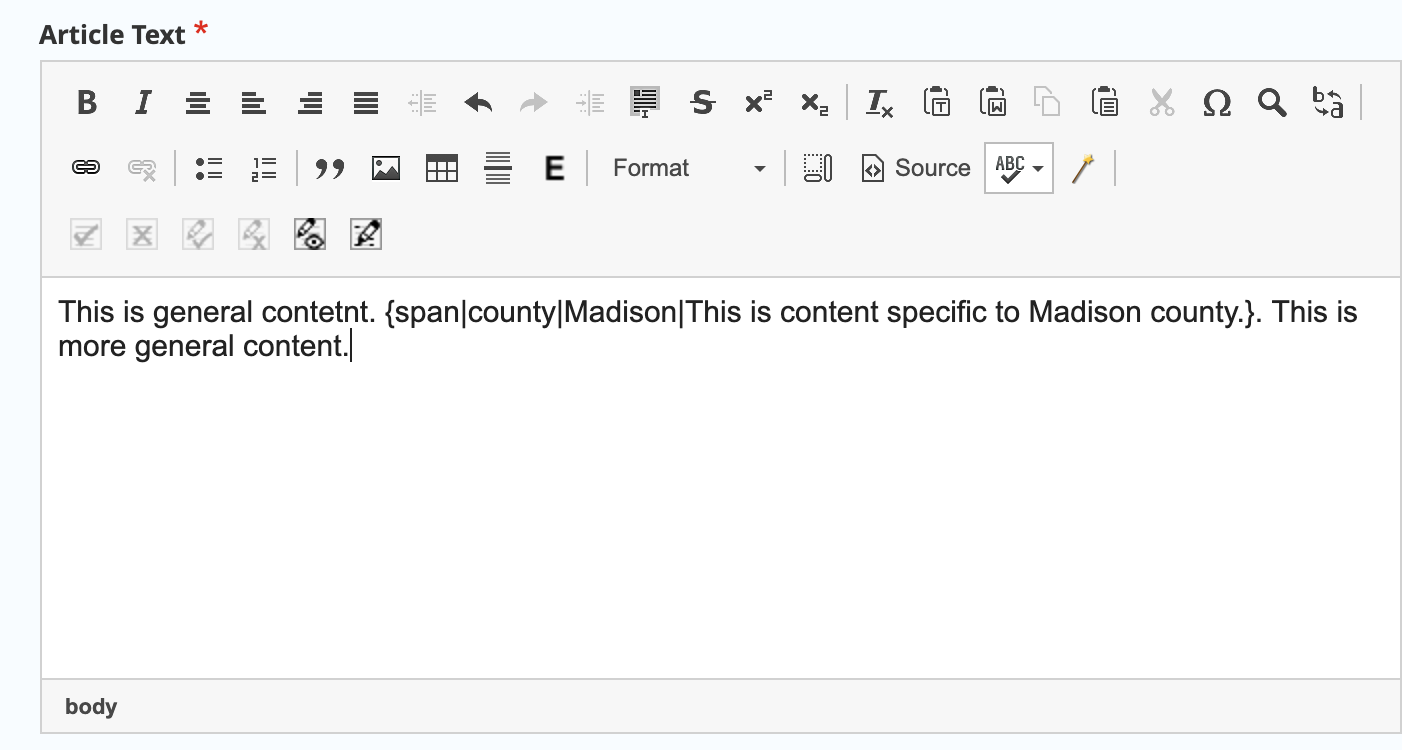 Article Text *
Format
Source
ABC
This is general contetnt. {span|county|Madison|This is content specific to Madison county.}. This is
more general content.
body